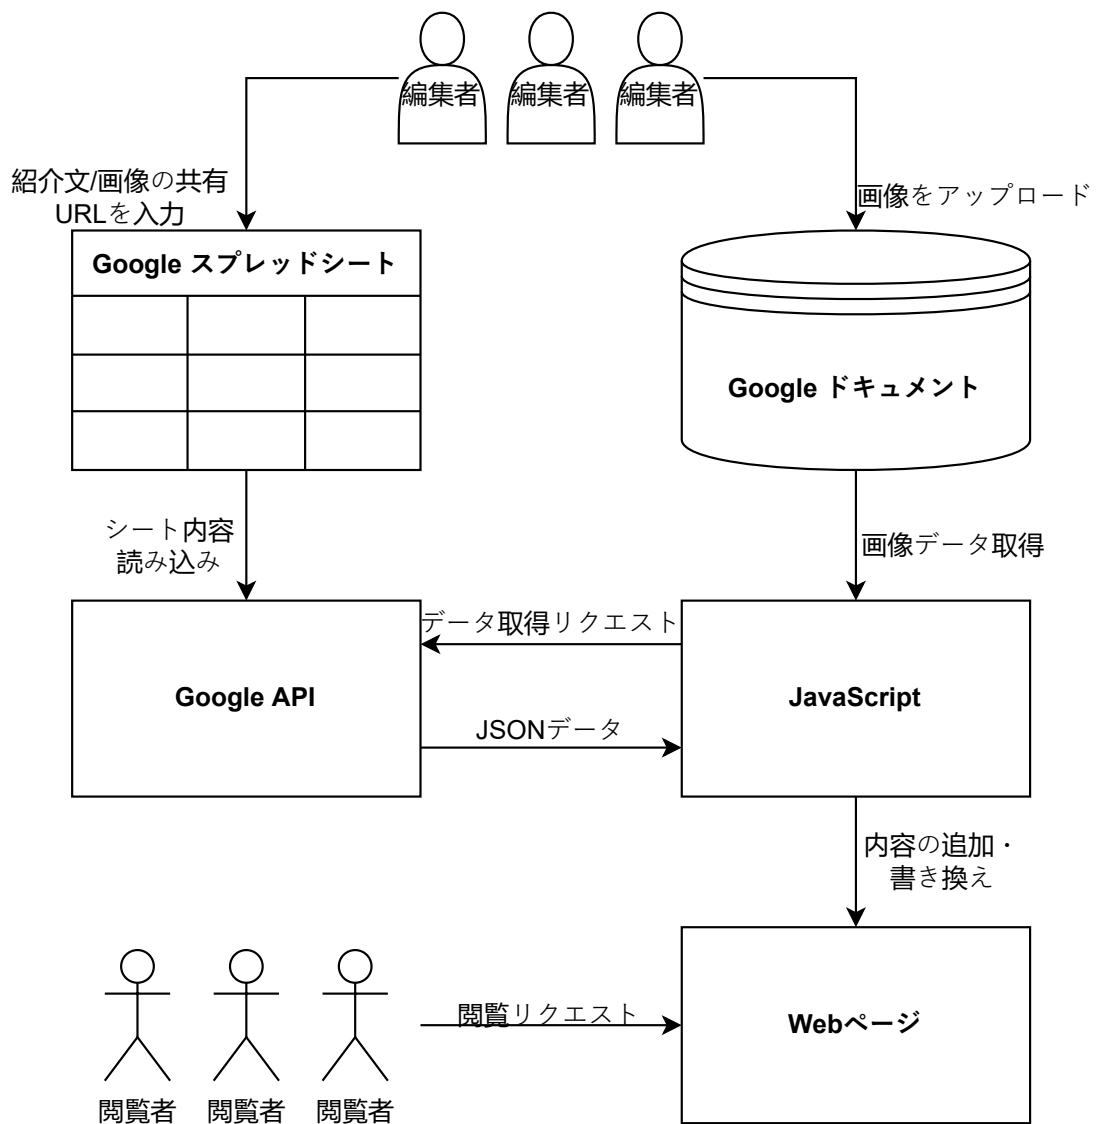 編集者
編集者
編集者
紹介文/画像の共有
URLを入力
画像をアップロード
Google スプレッドシート
Google ドキュメント
シート内容
読み込み
画像データ取得
データ取得リクエスト
Google API
JavaScript
JSONデータ
内容の追加・
書き換え
閲覧リクエスト
Webページ
閲覧者
閲覧者
閲覧者